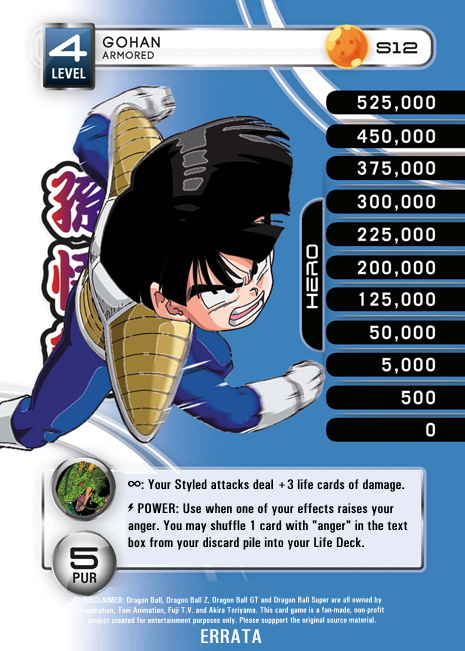 4
LEVEL
GOHAN
ARMORED
S12
525,000
450,000
375,000
300,000
225,000
200,000
125,000
50,000
5,000
500
0
HERO
孫
悟
∞: Your Styled attacks deal +3 life cards of damage.
POWER: Use when one of your effects raises your
anger. You may shuffle 1 card with "anger" in the text
box from your discard pile into your Life Deck.
5
PUR
DISCLAIMER: Dragon Ball, Dragon Ball Z, Dragon Ball GT and Dragon Ball Super are all owned by
Funimation, Toei Animation, Fuji T.V. and Akira Toriyama. This card game is a fan-made, non-profit
project created for entertainment purposes only. Please suppport the original source material.
ERRATA